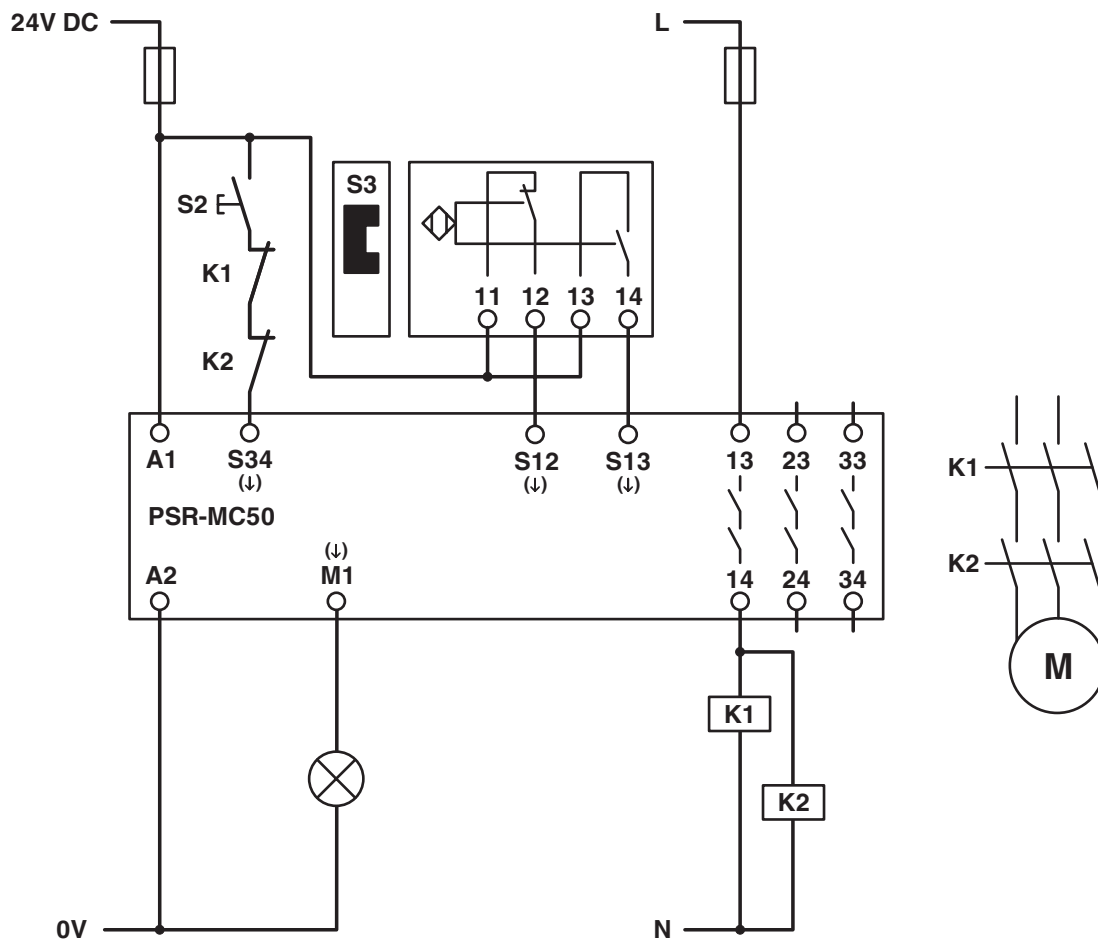 24V DC
L
S3
S2
K1
11 12 13 14
K2
A1 S34 S12 S13 13 23 33
(↓) (↓) (↓)
PSR-MC50
(↓)
A2 M1 14 24 34
K1
K2
M
K1
K2
0V N